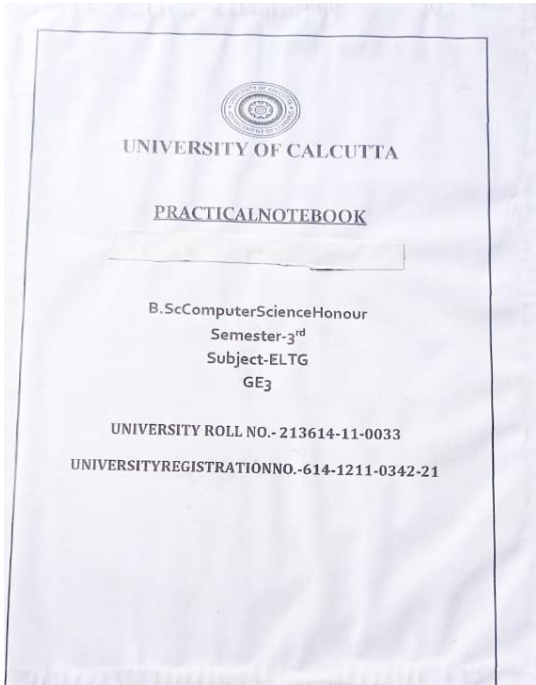 UNIVERSITY OF CALCUTTA
PRACTICALNOTEBOOK
B.ScComputerScienceHonour
Semester-3rd
Subject-ELTG
GE3
UNIVERSITY ROLL NO.- 213614-11-0033
UNIVERSITYREGISTRATIONNO.-614-1211-0342-21